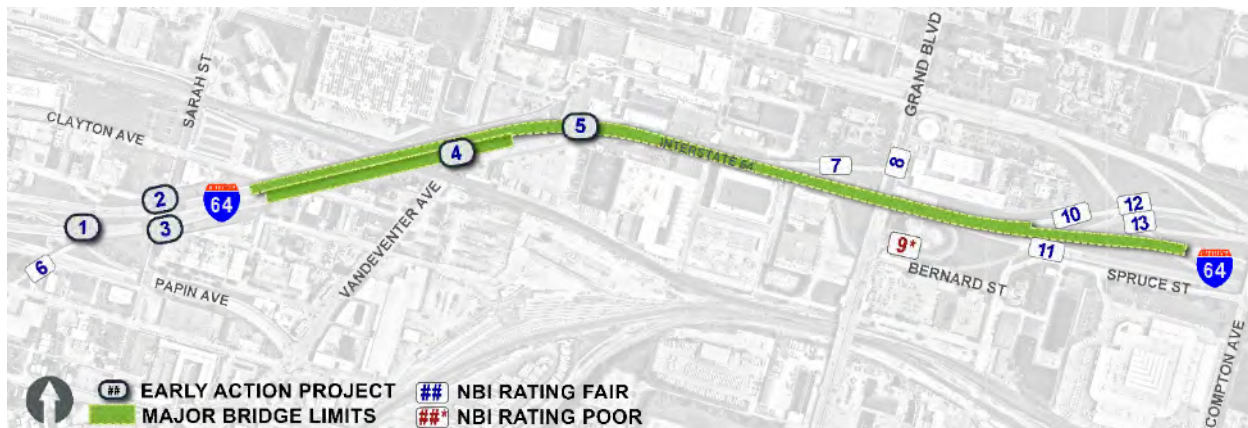 SARAH ST
CLAYTON AVE
GRAND BLVD
INTERSTATE 64
1
2
3
4
5
6
7
8
9*
10
11
12
13
64
64
VANDEVENTER AVE
PAPIN AVE
BERNARD ST
SPRUCE ST
COMPTON AVE
## EARLY ACTION PROJECT
MAJOR BRIDGE LIMITS
## NBI RATING FAIR
##* NBI RATING POOR